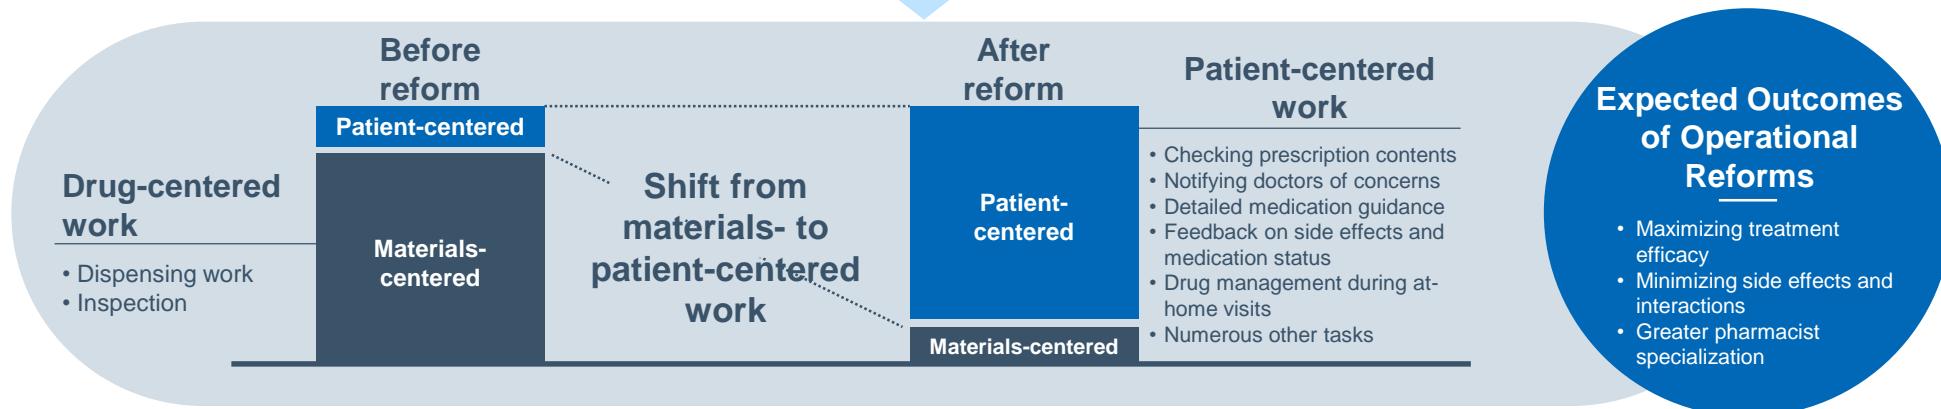 Before
reform
Patient-centered
Drug-centered
work
• Dispensing work
• Inspection
Materials-
centered
Shift from
materials- to
patient-centered
work
After
reform
Patient-
centered
Materials-centered
Patient-centered
work
• Checking prescription contents
• Notifying doctors of concerns
• Detailed medication guidance
• Feedback on side effects and
medication status
• Drug management during at-
home visits
• Numerous other tasks
Expected Outcomes
of Operational
Reforms
• Maximizing treatment
efficacy
• Minimizing side effects and
interactions
• Greater pharmacist
specialization